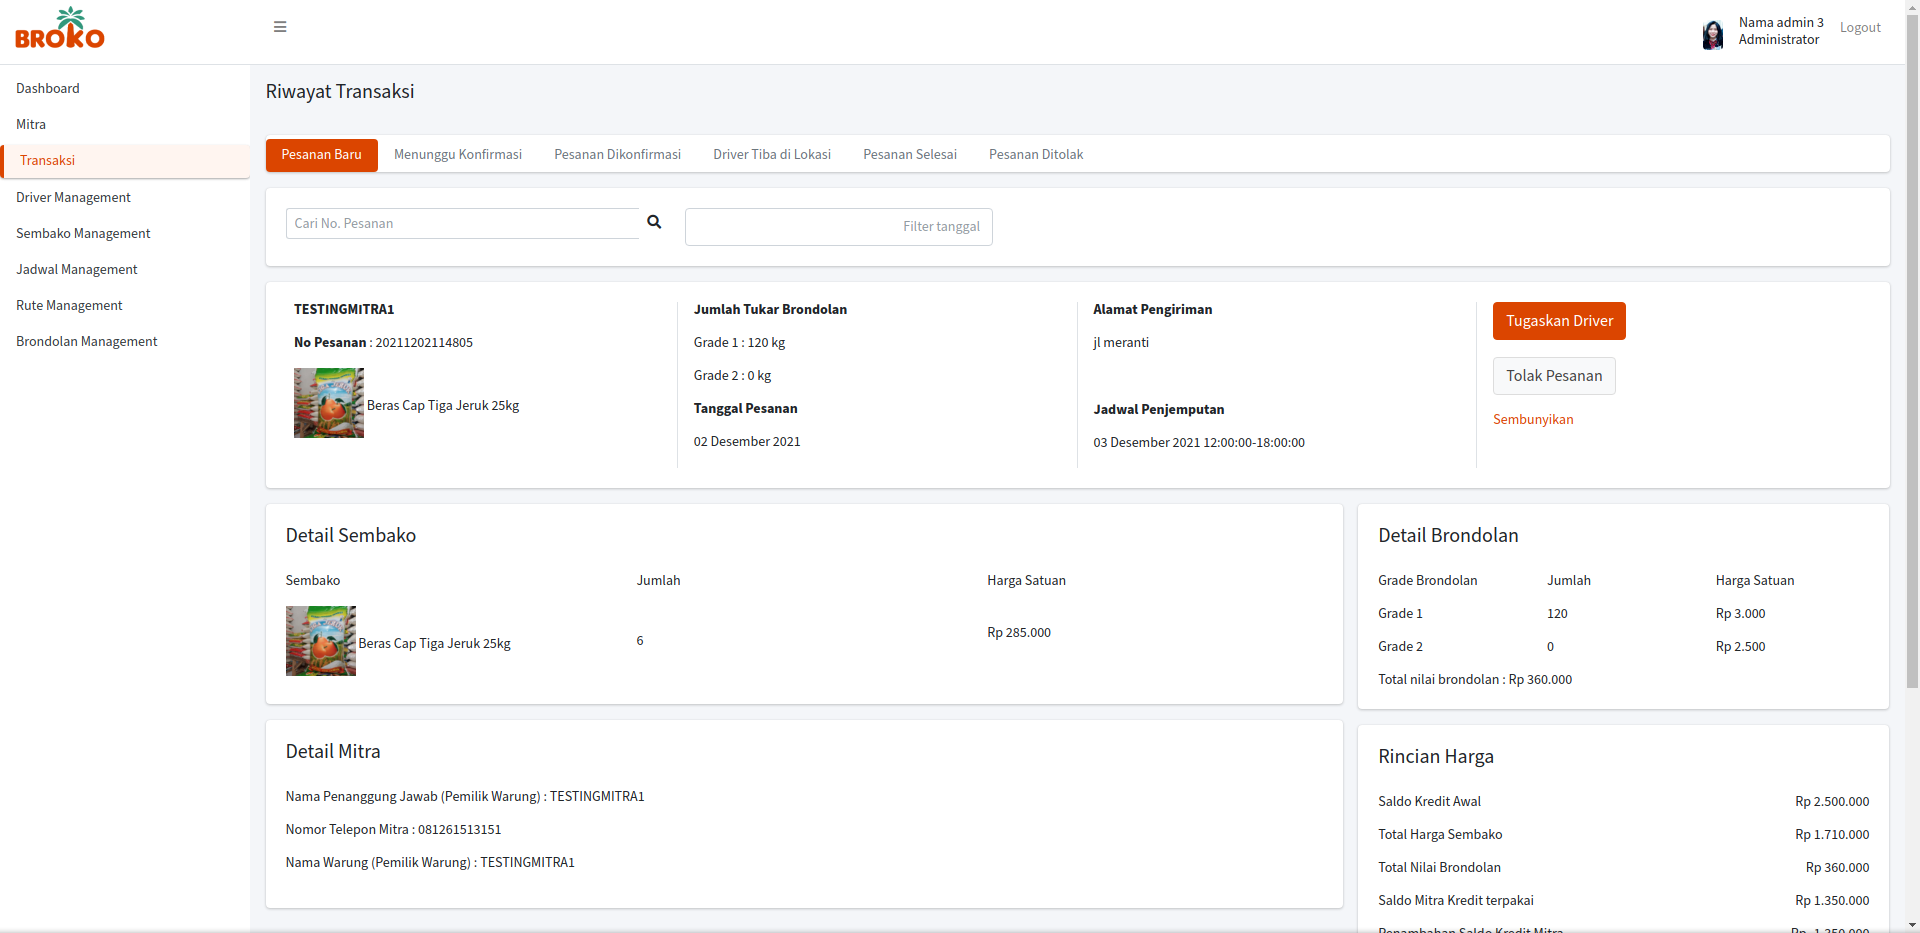 BROKO
Nama admin 3
Administrator
Logout
Dashboard
Mitra
Transaksi
Driver Management
Sembako Management
Jadwal Management
Rute Management
Brondolan Management
Riwayat Transaksi
Pesanan Baru
Menunggu Konfirmasi
Pesanan Dikonfirmasi
Driver Tiba di Lokasi
Pesanan Selesai
Pesanan Ditolak
Cari No. Pesanan
Filter tanggal
TESTINGMITRA1
No Pesanan : 20211202114805
Beras Cap Tiga Jeruk 25kg
Jumlah Tukar Brondolan
Grade 1 : 120 kg
Grade 2 : 0 kg
Tanggal Pesanan
02 Desember 2021
Alamat Pengiriman
jl meranti
Jadwal Penjemputan
03 Desember 2021 12:00:00-18:00:00
Tugaskan Driver
Tolak Pesanan
Sembunyikan
Detail Sembako
Sembako Jumlah Harga Satuan
Beras Cap Tiga Jeruk 25kg 6 Rp 285.000
Detail Brondolan
Grade Brondolan Jumlah Harga Satuan
Grade 1 120 Rp 3.000
Grade 2 0 Rp 2.500
Total nilai brondolan : Rp 360.000
Detail Mitra
Nama Penanggung Jawab (Pemilik Warung) : TESTINGMITRA1
Nomor Telepon Mitra : 081261513151
Nama Warung (Pemilik Warung) : TESTINGMITRA1
Rincian Harga
Saldo Kredit Awal Rp 2.500.000
Total Harga Sembako Rp 1.710.000
Total Nilai Brondolan Rp 360.000
Saldo Mitra Kredit terpakai Rp 1.350.000
Penambahan Saldo Kredit Mitra